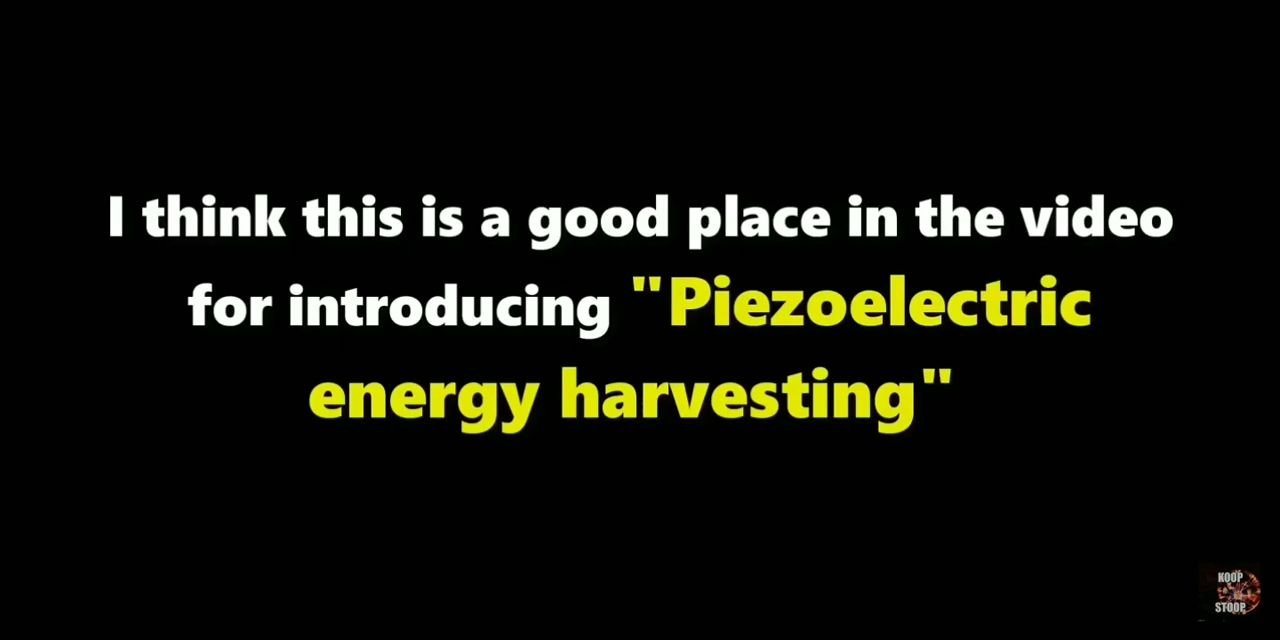 I think this is a good place in the video
for introducing "Piezoelectric
energy harvesting"
KOOP
STOOP